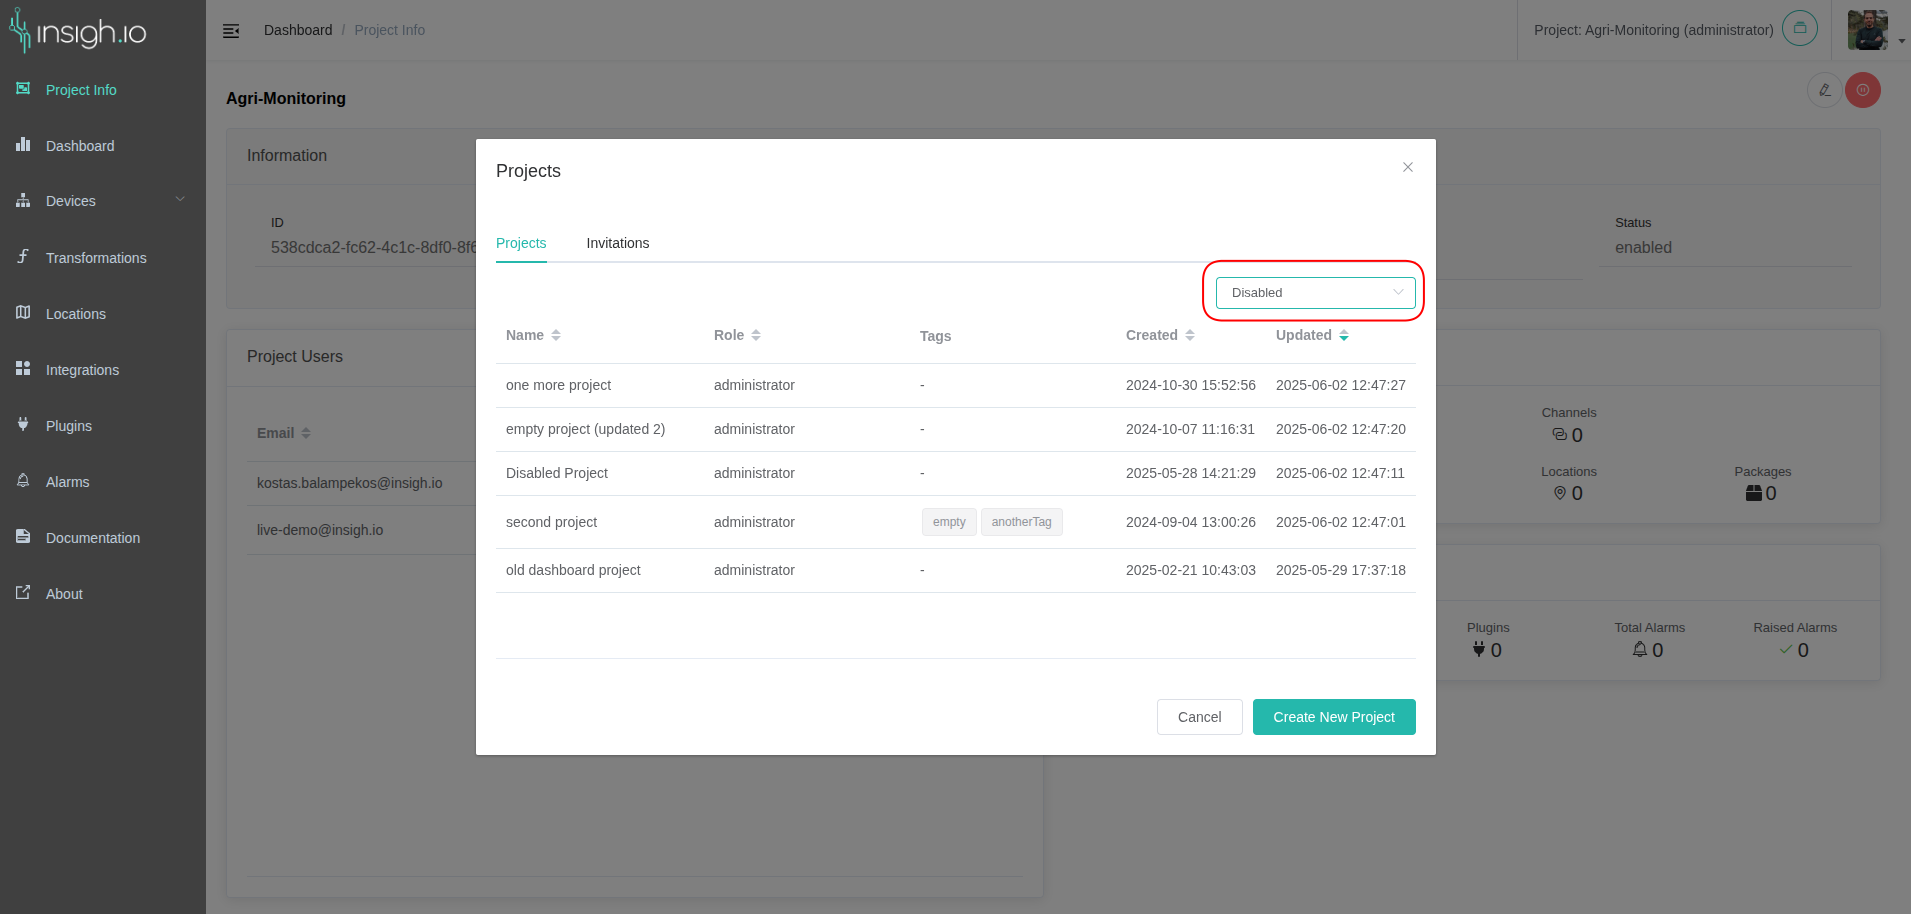 insigh.io
Dashboard / Project Info
Project: Agri-Monitoring (administrator)
Project Info
Dashboard
Devices
Transformations
Locations
Integrations
Plugins
Alarms
Documentation
About
Agri-Monitoring
Information
ID
538cdca2-fc62-4c1c-8df0-8f6
Status
enabled
Project Users
Email
kostas.balampekos@insigh.io
live-demo@insigh.io
Projects
Projects Invitations
Disabled
Name Role Tags Created Updated
one more project administrator - 2024-10-30 15:52:56 2025-06-02 12:47:27
empty project (updated 2) administrator - 2024-10-07 11:16:31 2025-06-02 12:47:20
Disabled Project administrator - 2025-05-28 14:21:29 2025-06-02 12:47:11
second project administrator empty anotherTag 2024-09-04 13:00:26 2025-06-02 12:47:01
old dashboard project administrator - 2025-02-21 10:43:03 2025-05-29 17:37:18
Cancel Create New Project
Channels
0
Locations Packages
0 0
Plugins Total Alarms Raised Alarms
0 0 0